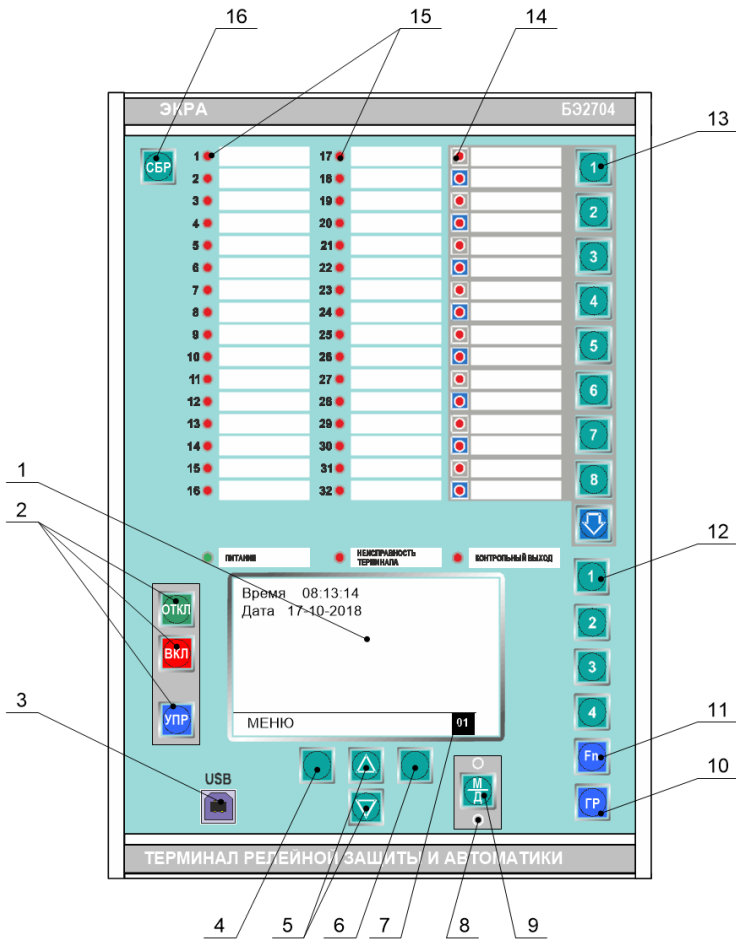 16 15 14
ЭКРА БЭ2704
13
СБР
1 17 1
2 18
3 19 2
4 20
5 21 3
6 22
7 23 4
8 24
9 25 5
10 26
11 27 6
12 28
13 29 7
14 30
1
15 31 8
16 32
2
12
ПИТАНИЕ НЕИСПРАВНОСТЬ ТЕРМИНАЛА КОНТРОЛЬНЫЙ ВЫХОД
1
Время 08:13:14
ОТКЛ
Дата 17-10-2018
2
ВКЛ
3
3
11
УПР
МЕНЮ 01
4
Fn
10
USB
М
Д
ГР
ТЕРМИНАЛ РЕЛЕЙНОЙ ЗАЩИТЫ И АВТОМАТИКИ
4 5 6 7 8 9